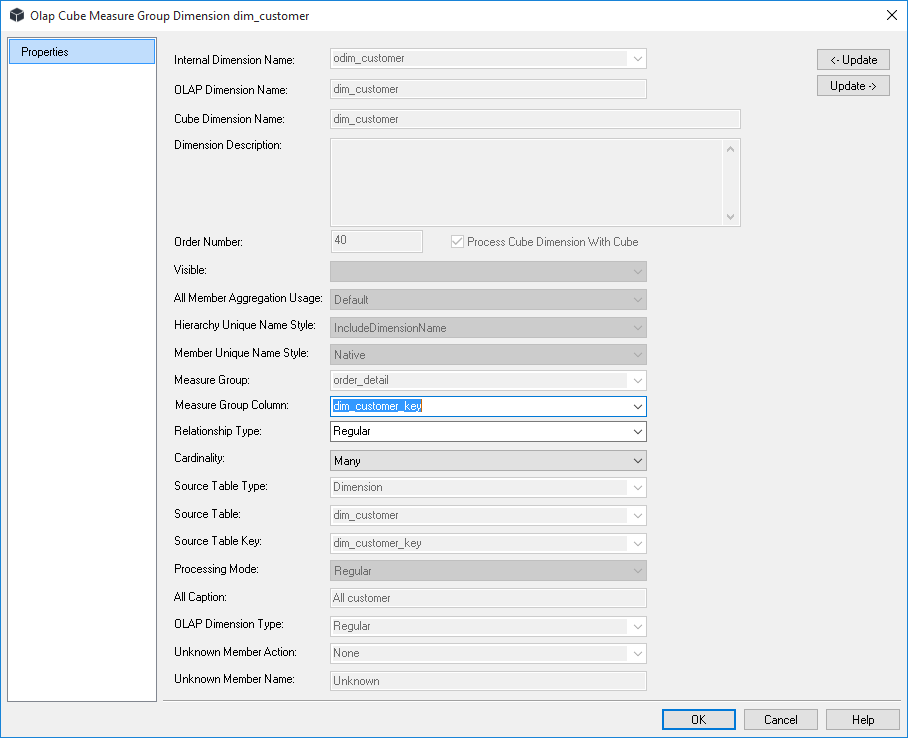 Olap Cube Measure Group Dimension dim_customer
Properties
Internal Dimension Name: odim_customer
<- Update
OLAP Dimension Name: dim_customer
Update ->
Cube Dimension Name: dim_customer
Dimension Description:
Order Number: 40 Process Cube Dimension With Cube
Visible:
All Member Aggregation Usage: Default
Hierarchy Unique Name Style: IncludeDimensionName
Member Unique Name Style: Native
Measure Group: order_detail
Measure Group Column: dim_customer_key
Relationship Type: Regular
Cardinality: Many
Source Table Type: Dimension
Source Table: dim_customer
Source Table Key: dim_customer_key
Processing Mode: Regular
All Caption: All customer
OLAP Dimension Type: Regular
Unknown Member Action: None
Unknown Member Name: Unknown
OK Cancel Help